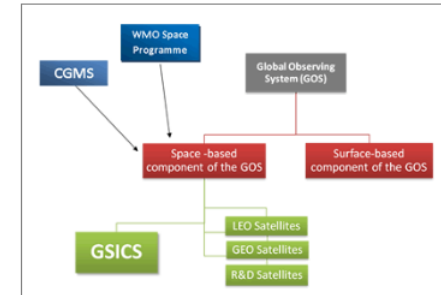 WMO Space
Programme
CGMS
Global Observing
System (GOS)
Space -based
component of the GOS
Surface-based
component of the GOS
GSICS
LEO Satellites
GEO Satellites
R&D Satellites